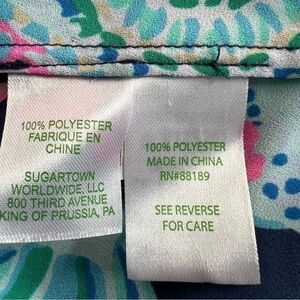 100% POLYESTER
FABRIQUE EN
CHINE
SUGARTOWN
WORLDWIDE, LLC
800 THIRD AVENUE
KING OF PRUSSIA, PA
100% POLYESTER
MADE IN CHINA
RN#88189
SEE REVERSE
FOR CARE